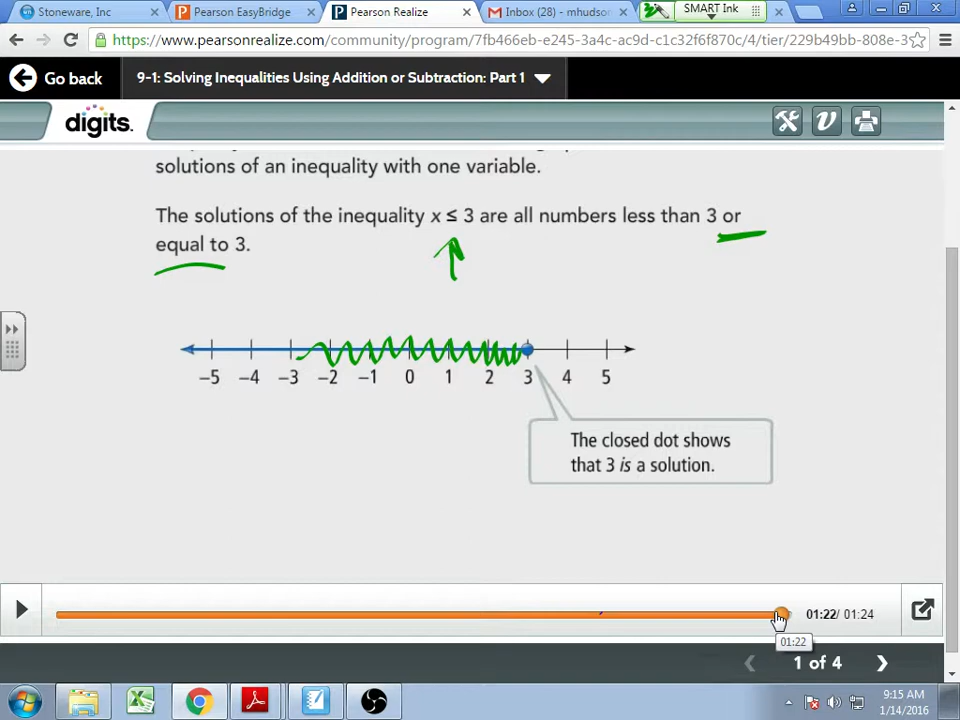 Stoneware, Inc
Pearson EasyBridge
Pearson Realize
Inbox (28) - mhudson
SMART Ink
https://www.pearsonrealize.com/community/program/7fb466eb-e245-3a4c-ac9d-c1c32f6f870c/4/tier/229b49bb-808e-3
Go back
9-1: Solving Inequalities Using Addition or Subtraction: Part 1
digits.
solutions of an inequality with one variable.
The solutions of the inequality x ≤ 3 are all numbers less than 3 or
equal to 3.
–5 –4 –3 –2 –1 0 1 2 3 4 5
The closed dot shows
that 3 is a solution.
01:22/ 01:24
01:22
1 of 4
9:15 AM
1/14/2016